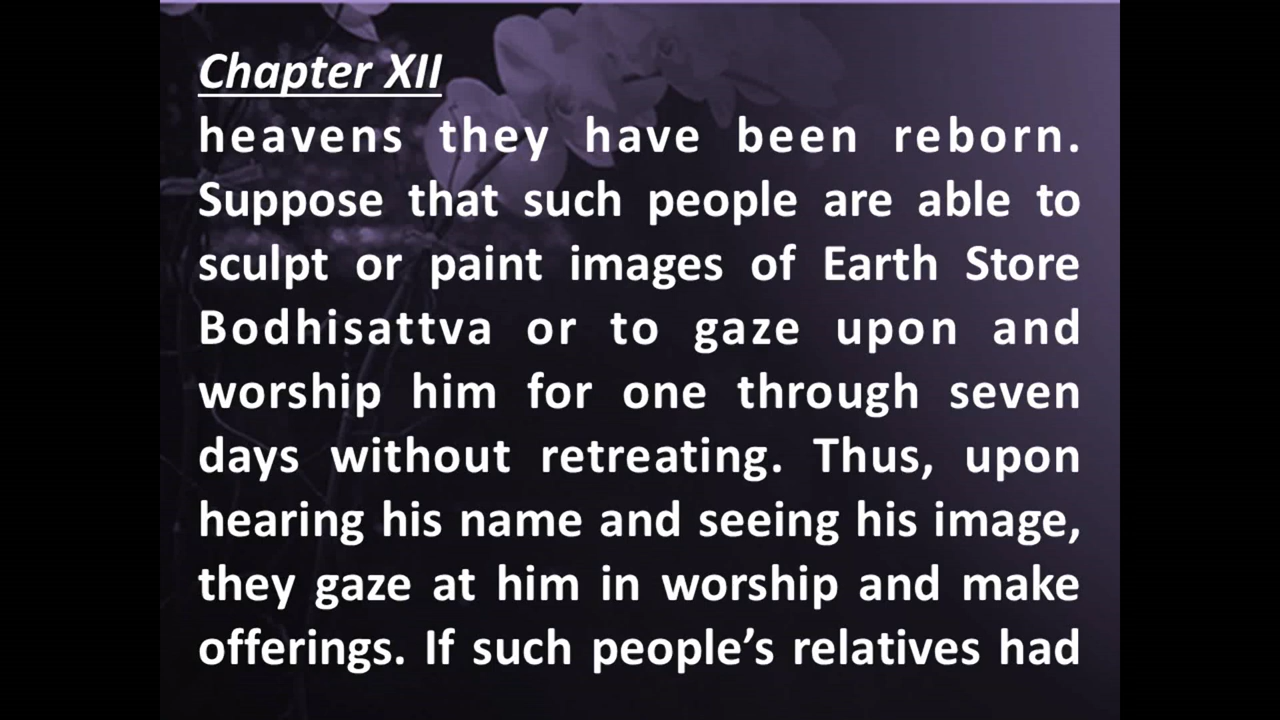 Chapter XII
heavens they have been reborn.
Suppose that such people are able to
sculpt or paint images of Earth Store
Bodhisattva or to gaze upon and
worship him for one through seven
days without retreating. Thus, upon
hearing his name and seeing his image,
they gaze at him in worship and make
offerings. If such people’s relatives had